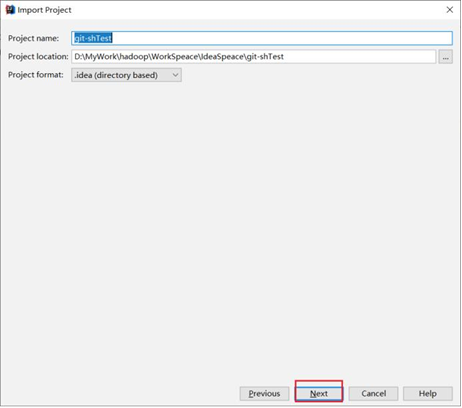 Import Project
Project name: git-shTest
Project location: D:\MyWork\hadoop\WorkSpeace\IdeaSpeace\git-shTest ...
Project format: .idea (directory based)
Previous Next Cancel Help